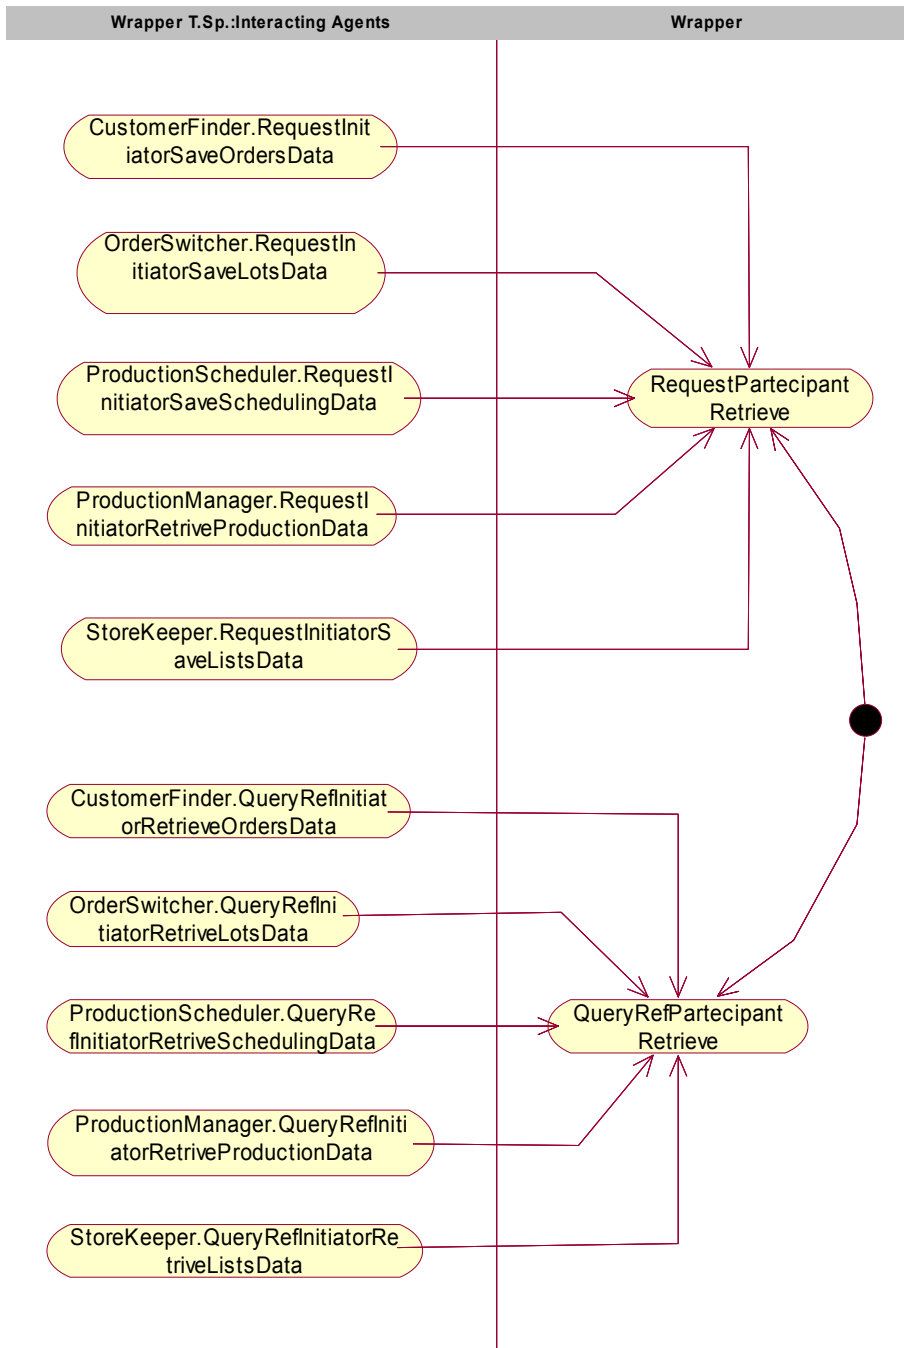 Wrapper T.Sp.:Interacting Agents
Wrapper
CustomerFinder.RequestInit
iatorSaveOrdersData
OrderSwitcher.RequestIn
itiatorSaveLotsData
ProductionScheduler.RequestI
nitiatorSaveSchedulingData
RequestPartecipant
Retrieve
ProductionManager.RequestI
nitiatorRetriveProductionData
StoreKeeper.RequestInitiatorS
aveListsData
CustomerFinder.QueryRefInitiat
orRetrieveOrdersData
OrderSwitcher.QueryRefIni
tiatorRetriveLotsData
ProductionScheduler.QueryRe
fInitiatorRetriveSchedulingData
QueryRefPartecipant
Retrieve
ProductionManager.QueryRefIniti
atorRetriveProductionData
StoreKeeper.QueryRefInitiatorRe
triveListsData